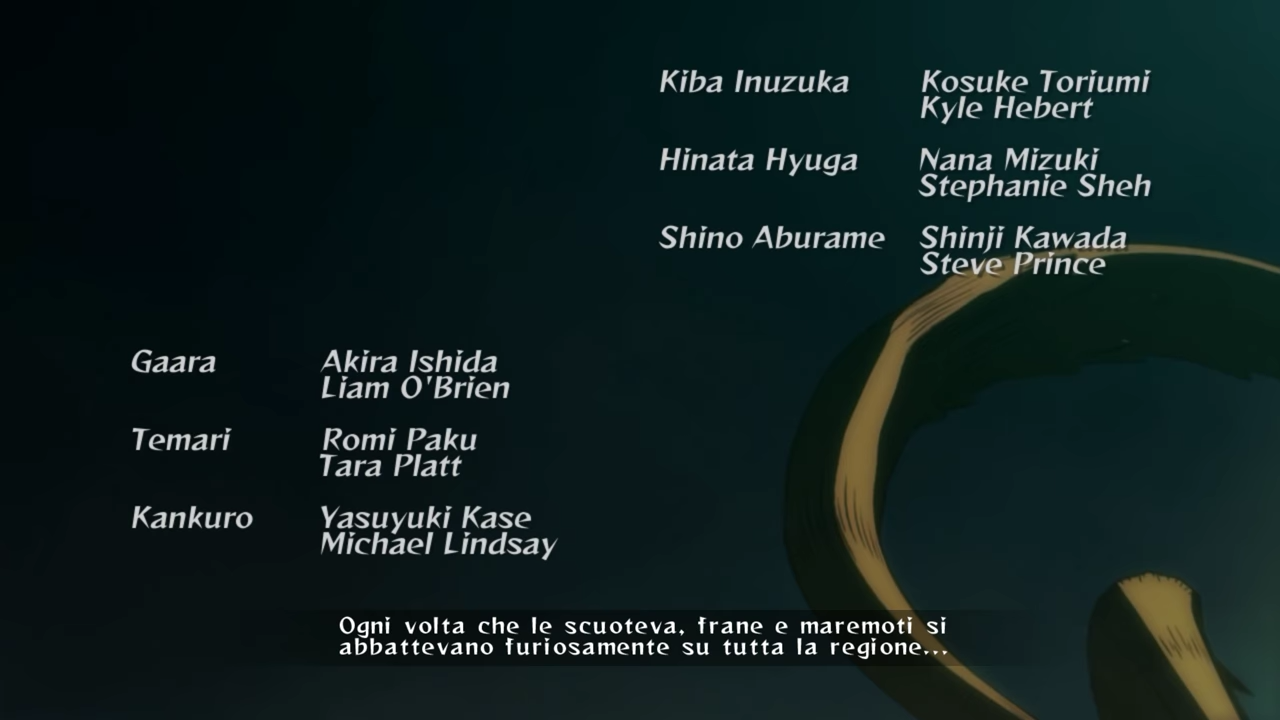 Kiba Inuzuka Kosuke Toriumi
Kyle Hebert
Hinata Hyuga Nana Mizuki
Stephanie Sheh
Shino Aburame Shinji Kawada
Steve Prince
Gaara Akira Ishida
Liam O'Brien
Temari Romi Paku
Tara Platt
Kankuro Yasuyuki Kase
Michael Lindsay
Ogni volta che le scuoteva, frane e maremoti si
abbattevano furiosamente su tutta la regione...